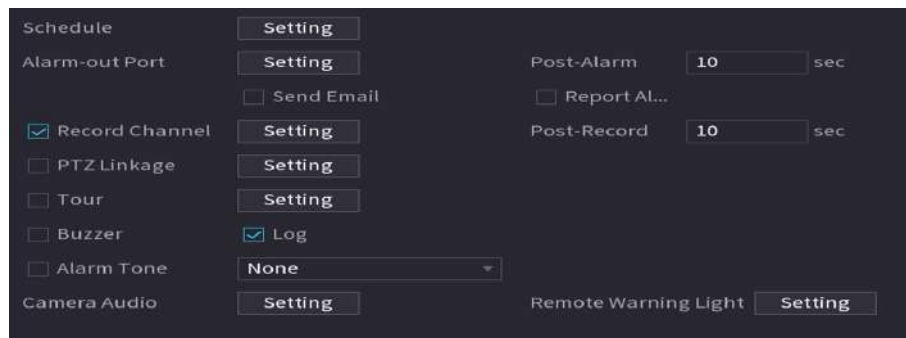 Schedule Setting
Alarm-out Port Setting Post-Alarm 10 sec
Send Email Report Al...
Record Channel Setting Post-Record 10 sec
PTZ Linkage Setting
Tour Setting
Buzzer Log
Alarm Tone None
Camera Audio Setting Remote Warning Light Setting